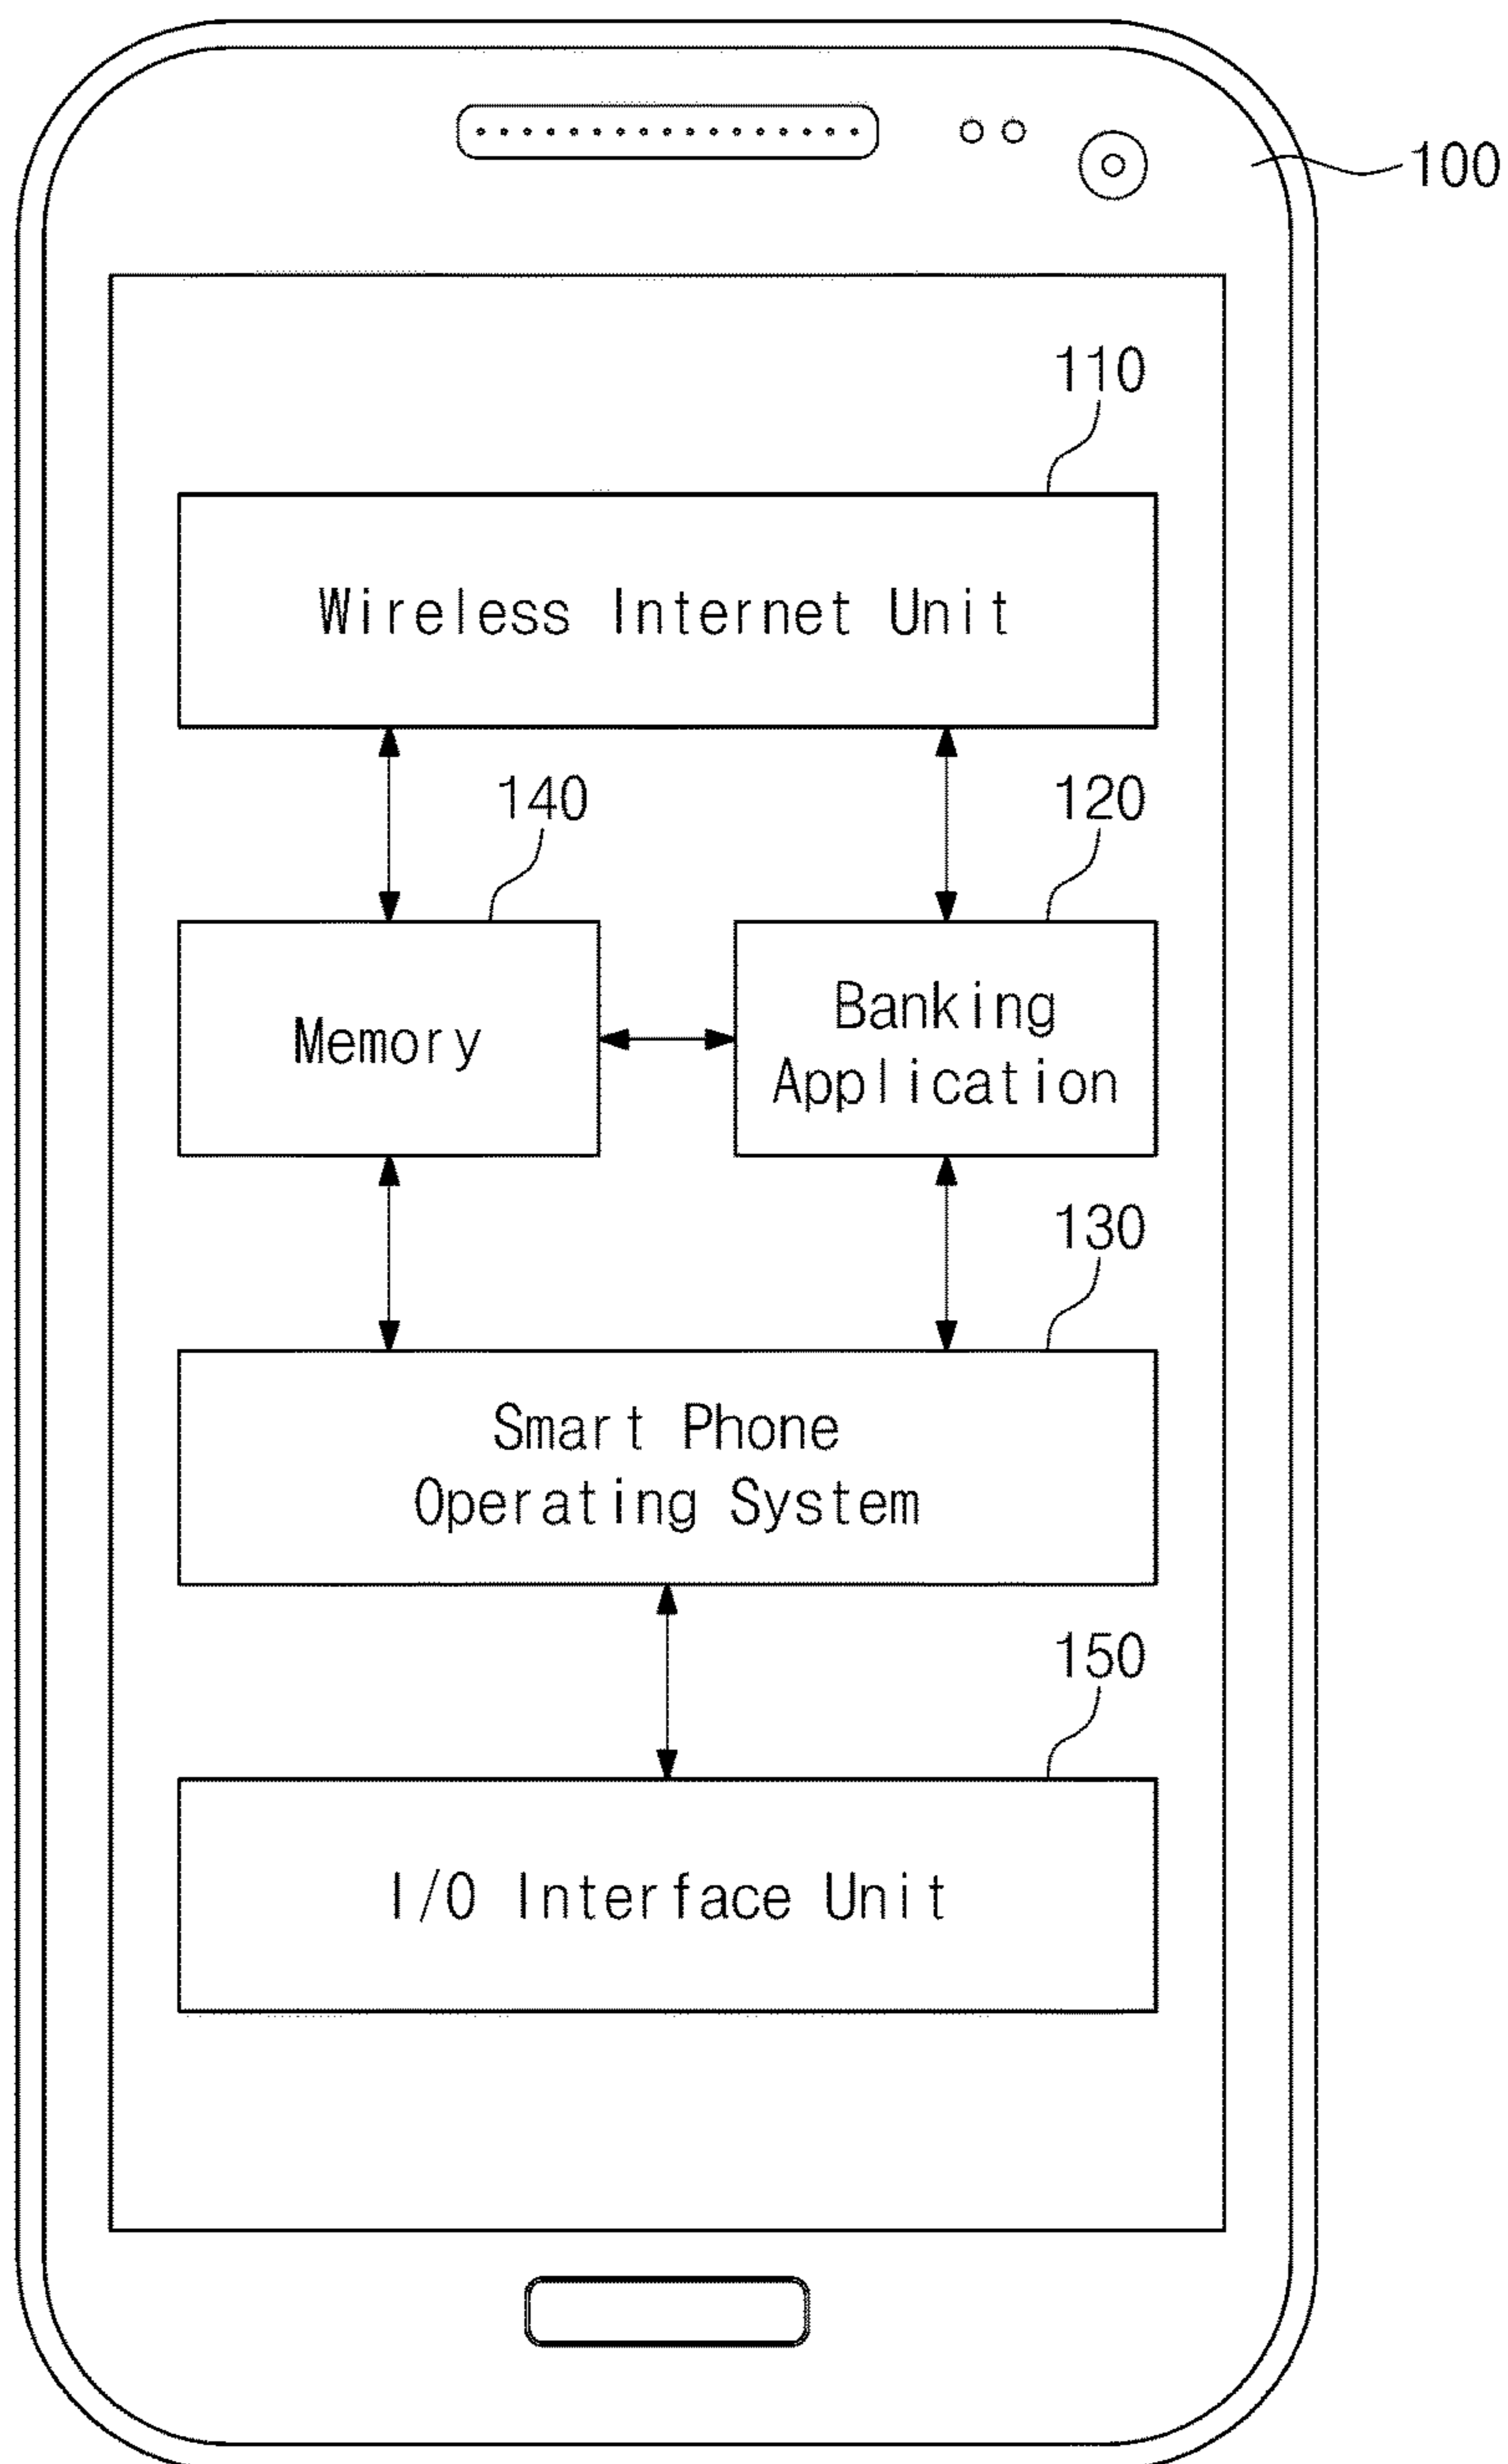 100
110
Wireless Internet Unit
140
120
Memory
Banking
Application
130
Smart Phone
Operating System
150
I/O Interface Unit